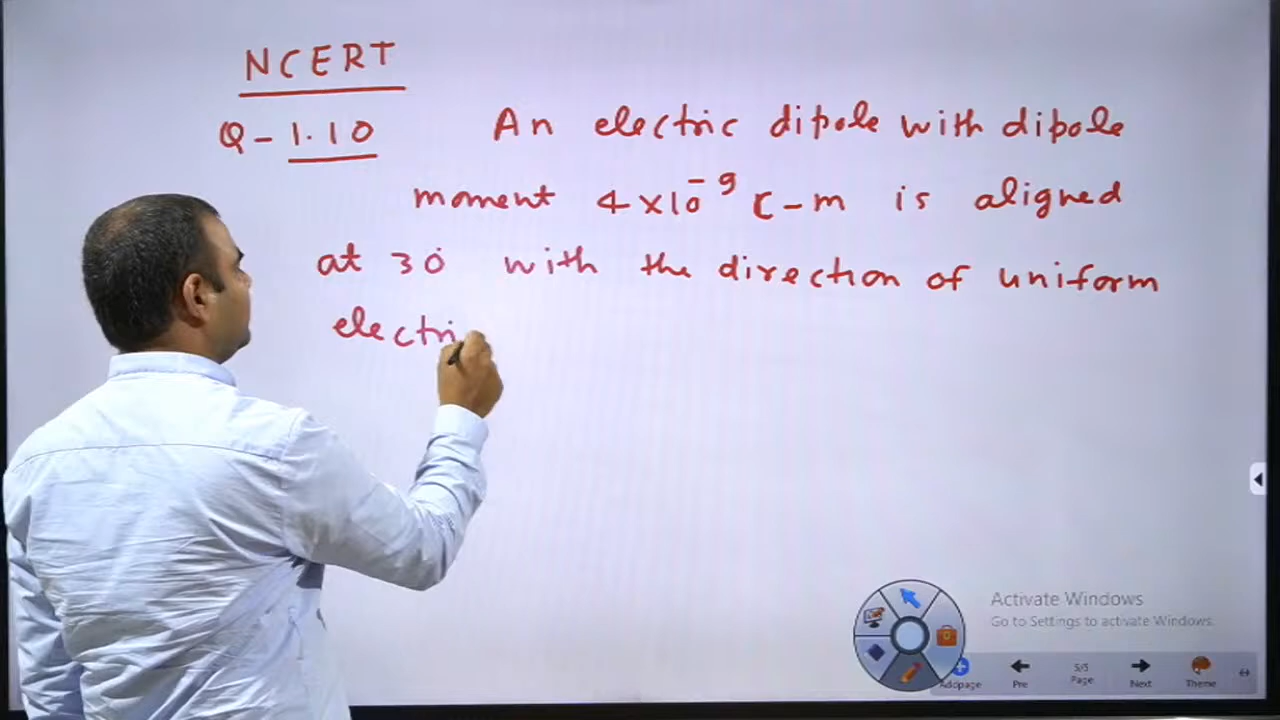 NCERT
Q - 1.10 An electric dipole with dipole
moment 4×10⁻⁹ C-m is aligned
at 30° with the direction of uniform
electri
Activate Windows
Go to Settings to activate Windows.
Addpage Pre 5/5 Page Next Theme